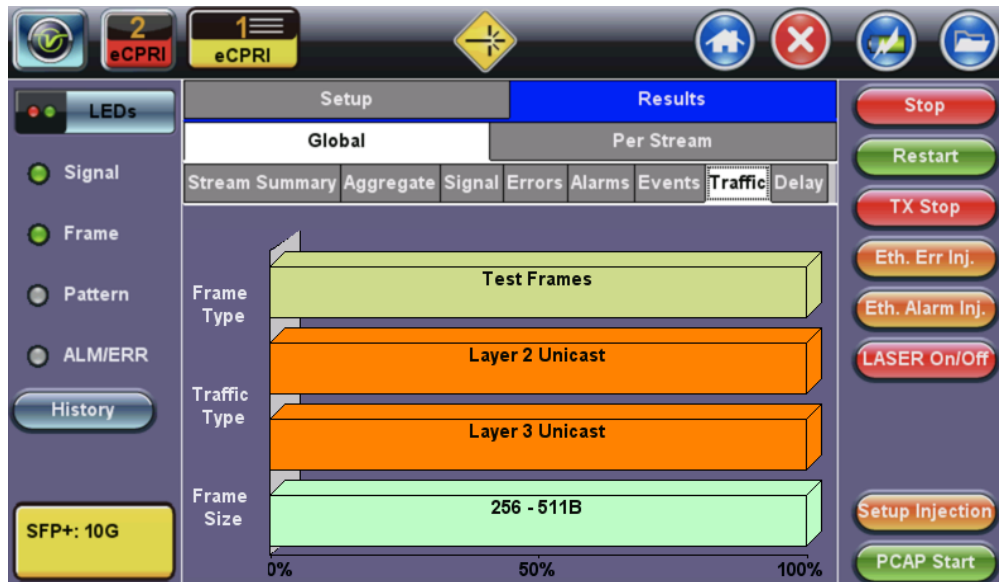 2
eCPRI
1
eCPRI
LEDs
Setup
Results
Stop
Global
Per Stream
Restart
Signal
Stream Summary Aggregate Signal Errors Alarms Events Traffic Delay
TX Stop
Frame
Eth. Err Inj.
Pattern
Frame
Type
Test Frames
Eth. Alarm Inj.
ALM/ERR
Layer 2 Unicast
LASER On/Off
History
Traffic
Type
Layer 3 Unicast
Frame
Size
256 - 511B
Setup Injection
SFP+: 10G
0%
50%
100%
PCAP Start